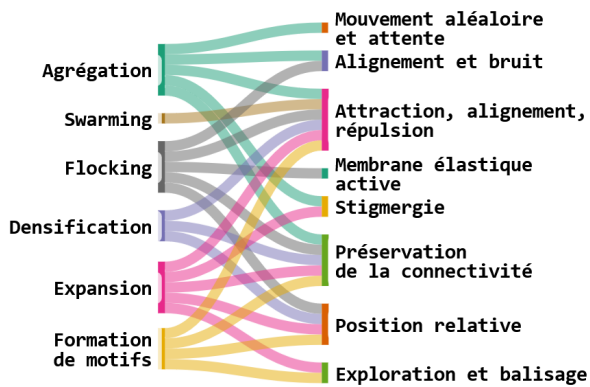 Agrégation
Swarming
Flocking
Densification
Expansion
Formation
de motifs
Mouvement aléaloire
et attente
Alignement et bruit
Attraction, alignement,
répulsion
Membrane élastique
active
Stigmergie
Préservation
de la connectivité
Position relative
Exploration et balisage